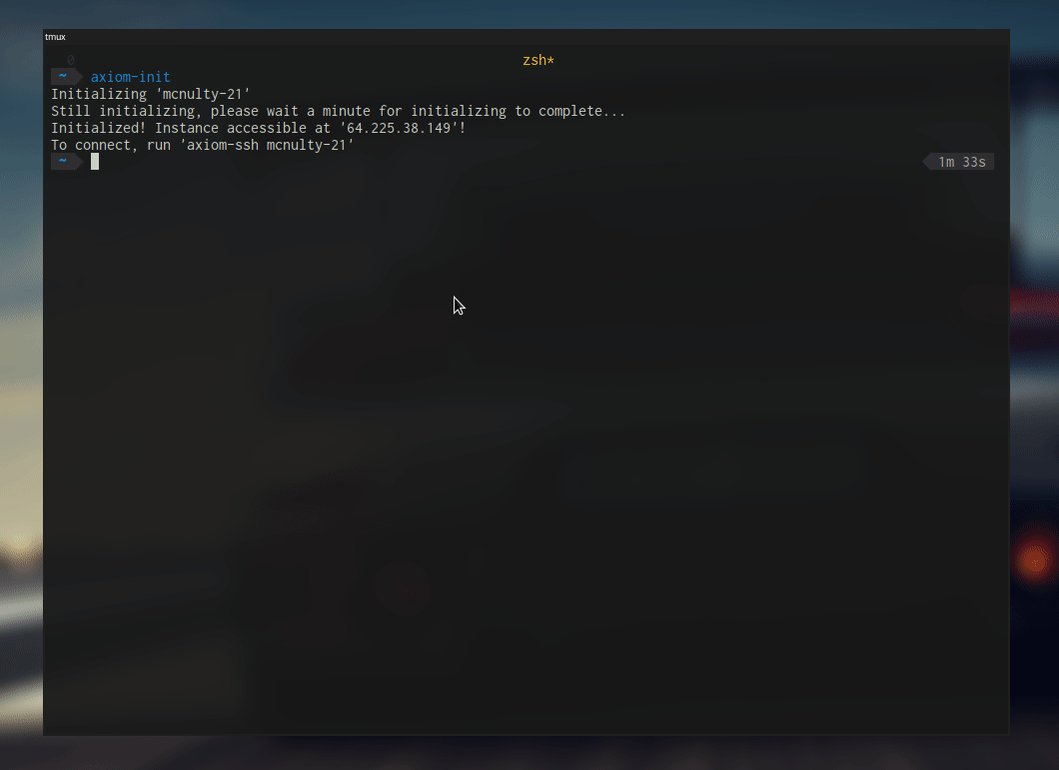 tmux
0
zsh*
~ axiom-init
Initializing 'mcnulty-21'
Still initializing, please wait a minute for initializing to complete...
Initialized! Instance accessible at '64.225.38.149'!
To connect, run 'axiom-ssh mcnulty-21'
~ 1m 33s